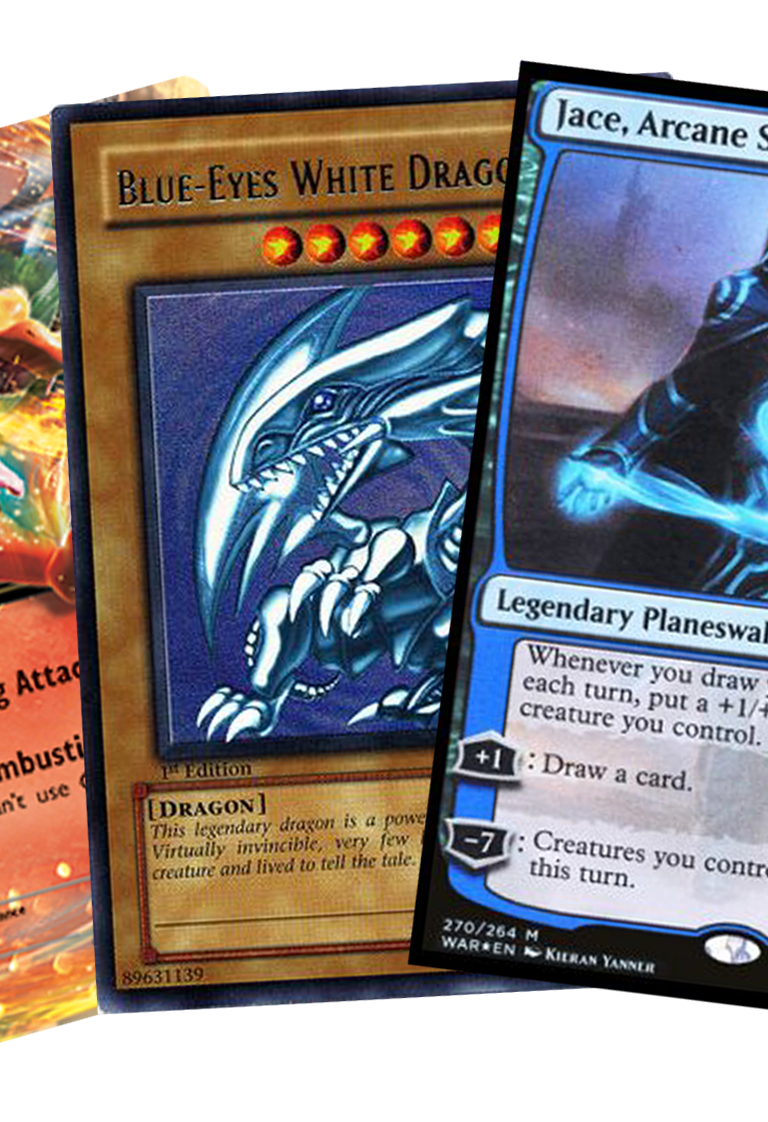 g Attac
mbusti
n't use
ance
BLUE-EYES WHITE DRAGO
1st Edition
[DRAGON]
This legendary dragon is a powe
Virtually invincible, very few
creature and lived to tell the tale.
89631139
Jace, Arcane S
Legendary Planeswal
Whenever you draw
each turn, put a +1/+
creature you control.
+1 : Draw a card.
−7 : Creatures you contro
this turn.
270/264 M
WAR★EN KIERAN YANNER